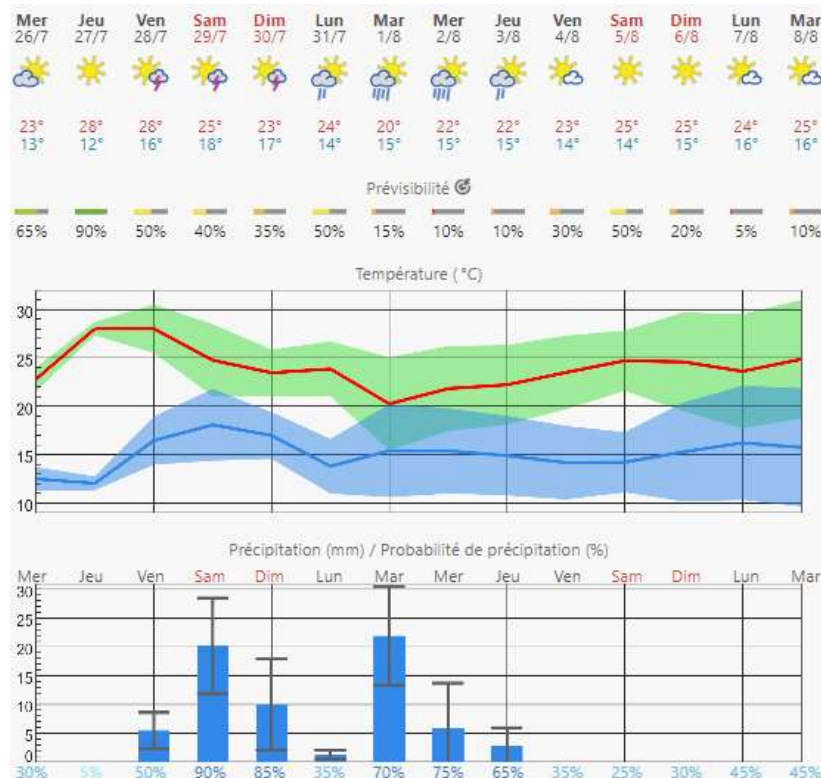 Mer Jeu Ven Sam Dim Lun Mar Mer Jeu Ven Sam Dim Lun Mar
26/7 27/7 28/7 29/7 30/7 31/7 1/8 2/8 3/8 4/8 5/8 6/8 7/8 8/8
23° 28° 28° 25° 23° 24° 20° 22° 22° 23° 25° 25° 24° 25°
13° 12° 16° 18° 17° 14° 15° 15° 15° 14° 14° 15° 16° 16°
Prévisibilité
65% 90% 50% 40% 35% 50% 15% 10% 10% 30% 50% 20% 5% 10%
Température ( °C)
30
25
20
15
10
Précipitation (mm) / Probabilité de précipitation (%)
Mer Jeu Ven Sam Dim Lun Mar Mer Jeu Ven Sam Dim Lun Mar
30
25
20
15
10
5
0
30% 5% 50% 90% 85% 35% 70% 75% 65% 35% 25% 30% 45% 45%